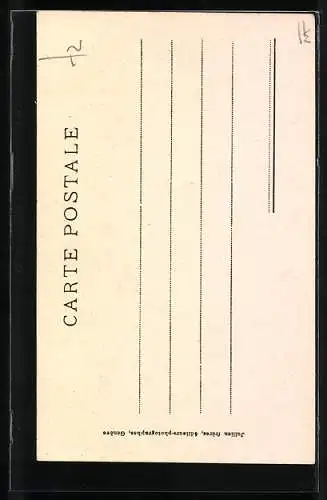 CARTE POSTALE
Jullien frères, éditeurs-photographes, Genève